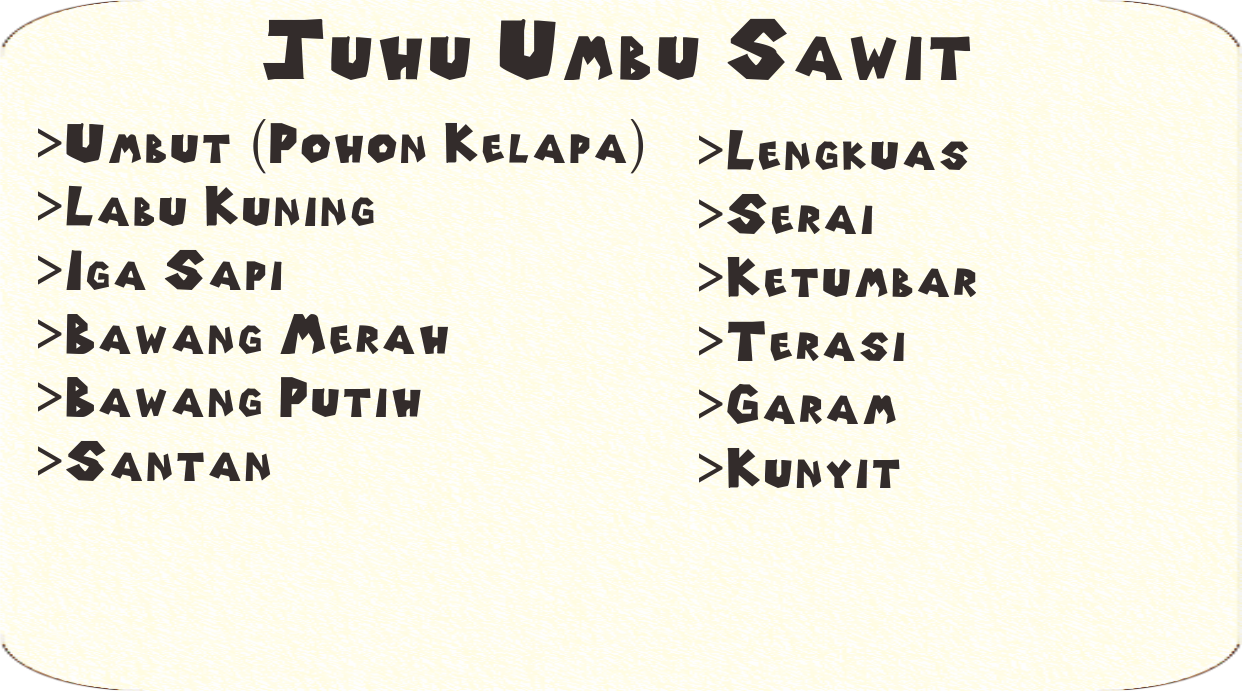 Juhu Umbu Sawit
>Umbut (Pohon Kelapa)
>Labu Kuning
>Iga Sapi
>Bawang Merah
>Bawang Putih
>Santan
>Lengkuas
>Serai
>Ketumbar
>Terasi
>Garam
>Kunyit